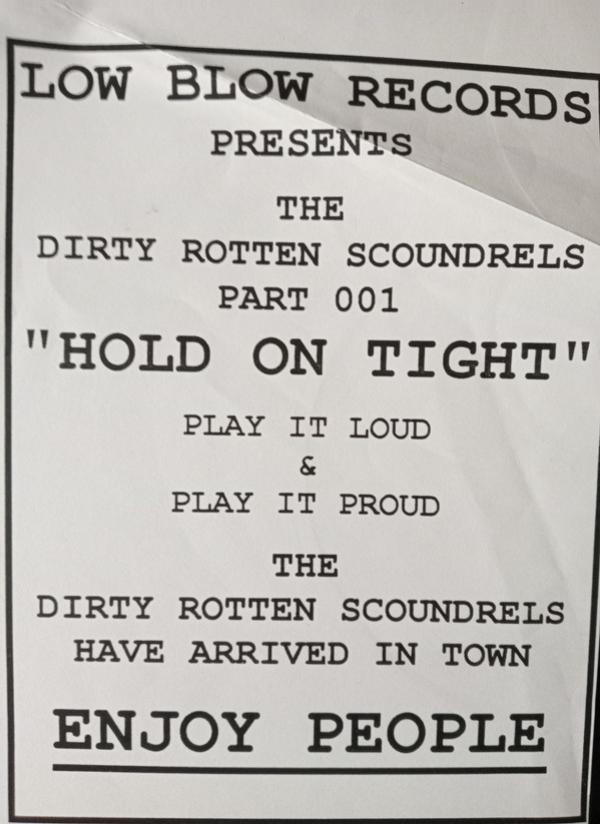 LOW BLOW RECORDS
PRESENTS
THE
DIRTY ROTTEN SCOUNDRELS
PART 001
"HOLD ON TIGHT"
PLAY IT LOUD
&
PLAY IT PROUD
THE
DIRTY ROTTEN SCOUNDRELS
HAVE ARRIVED IN TOWN
ENJOY PEOPLE